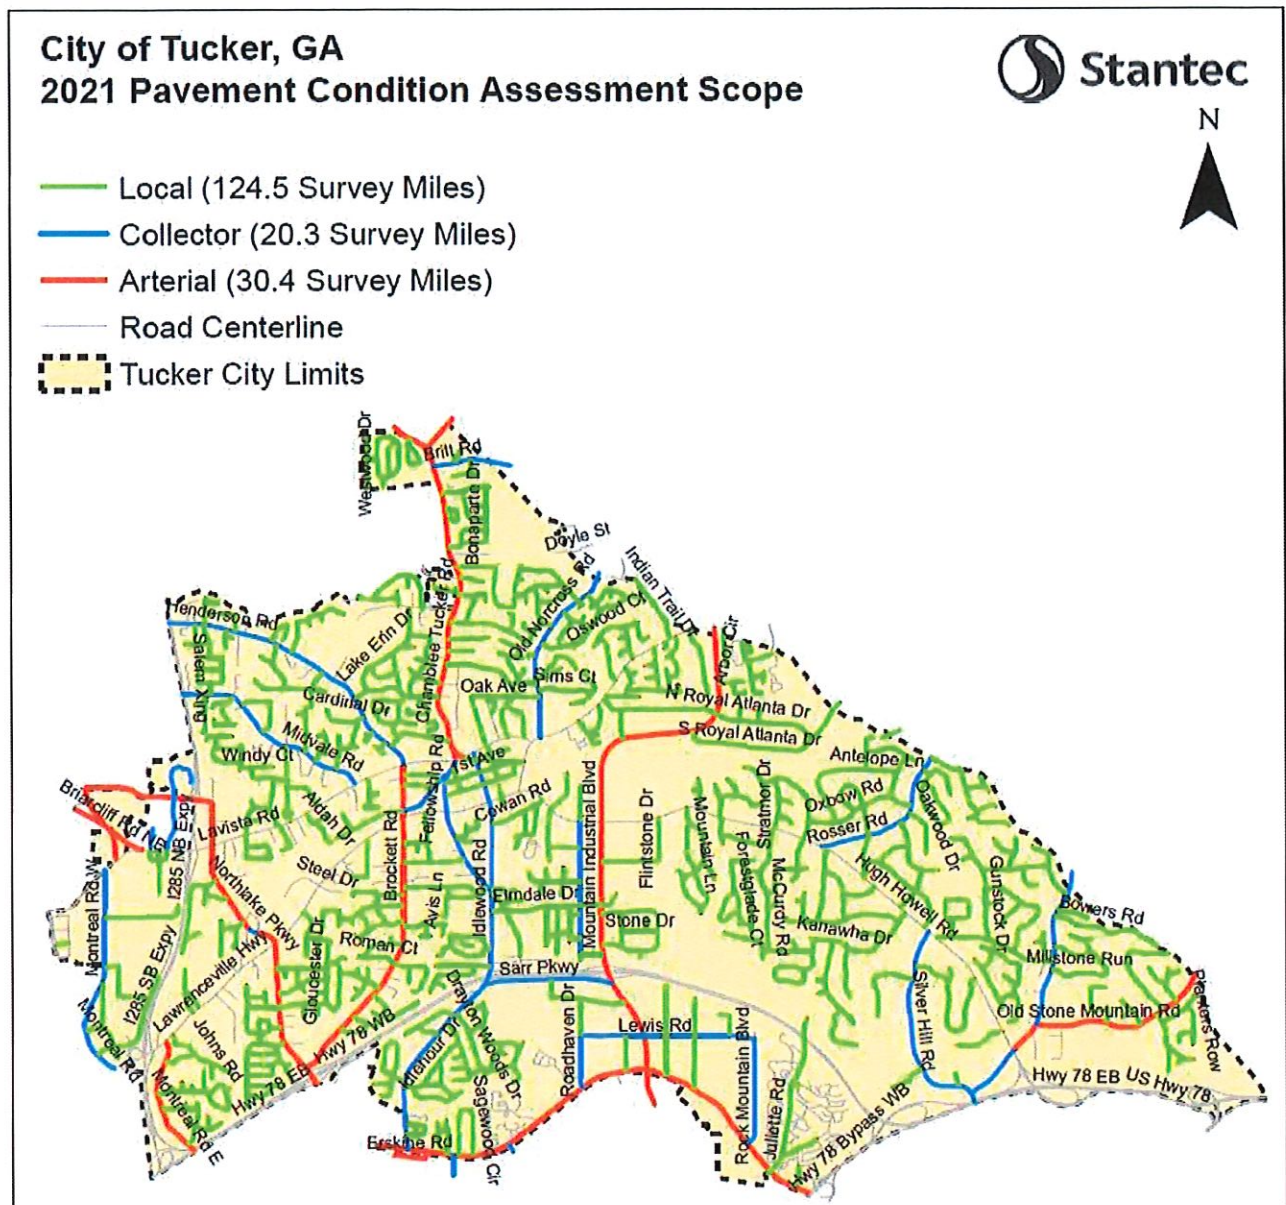 City of Tucker, GA
2021 Pavement Condition Assessment Scope
Stantec
N
Local (124.5 Survey Miles)
Collector (20.3 Survey Miles)
Arterial (30.4 Survey Miles)
Road Centerline
Tucker City Limits
Westwood Dr
Britt Rd
Bonaparte Dr
Doyle St
Indian Trail Dr
Old Norcross Rd
Oswood Ct
Henderson Rd
Lake Erin Dr
Chamblee Tucker Rd
Arbor Cir
Salem Xing
Oak Ave
Sims Ct
Cardinal Dr
N Royal Atlanta Dr
S Royal Atlanta Dr
Midvale Rd
Windy Ct
Fellowship Rd
1st Ave
Antelope Ln
Cowan Rd
Mountain Industrial Blvd
Stratmor Dr
Oxbow Rd
Oakwood Dr
Briarcliff Rd NE
I285 NB Expy
Lavista Rd
Aldah Dr
Flintstone Dr
Mountain Ln
Rosser Rd
Foresglade Ct
Steel Dr
Brockett Rd
Idlewood Rd
Elmdale Dr
McCurdy Rd
Hugh Howell Rd
Gunstock Dr
Montreal Rd W
Northlake Pkwy
Avis Ln
Stone Dr
Bowers Rd
Kanawha Dr
Roman Ct
Gloucester Dr
Millstone Run
I285 SB Expy
Lawrenceville Hwy
Sarr Pkwy
Silver Hill Rd
Planters Row
Old Stone Mountain Rd
Montreal Rd
Johns Rd
Hwy 78 WB
Drayton Woods Dr
Roadhaven Dr
Lewis Rd
Rock Mountain Blvd
Idlehour Dr
Hwy 78 EB
Hwy 78 EB
US Hwy 78
Sagewood Cir
Juliette Rd
Hwy 78 Bypass WB
Montreal Rd E
Erskine Rd